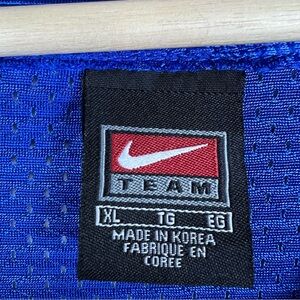 TEAM
XL TG EG
MADE IN KOREA
FABRIQUE EN
COREE